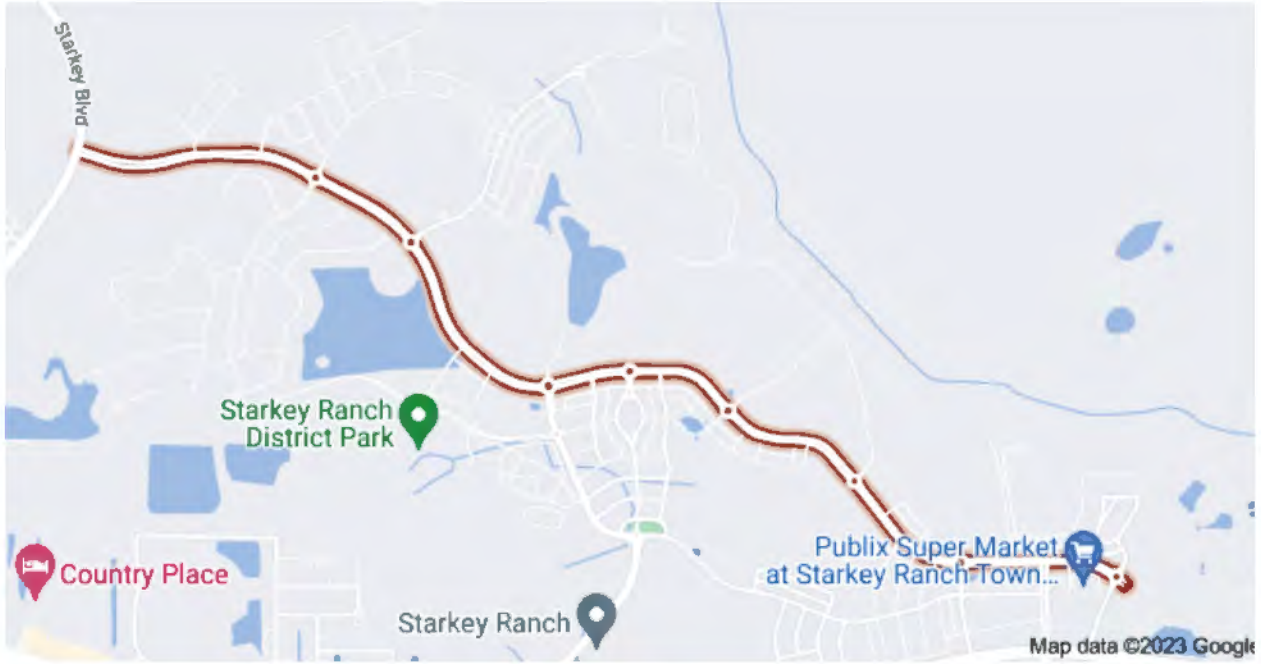 Starkey Blvd
Starkey Ranch
District Park
Publix Super Market
at Starkey Ranch Town...
Country Place
Starkey Ranch
Map data ©2023 Google